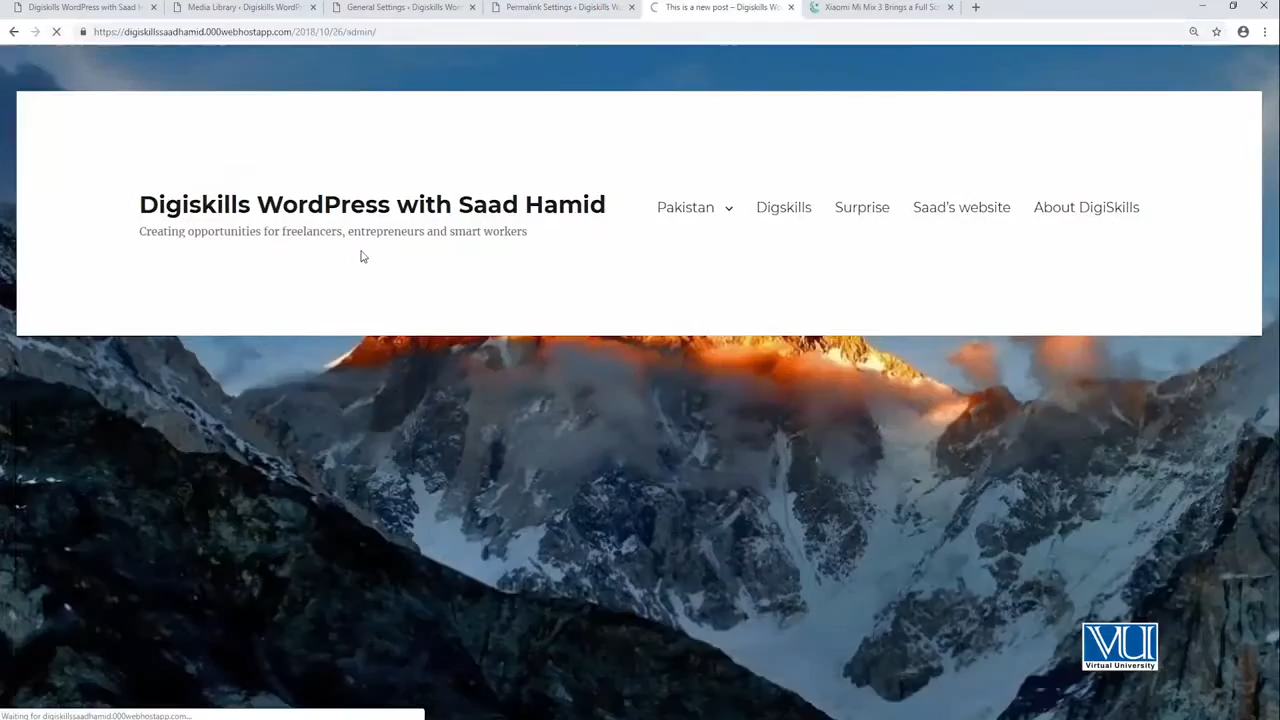 Digiskills WordPress with Saad H
Media Library ‹ Digiskills WordPr
General Settings ‹ Digiskills Wor
Permalink Settings ‹ Digiskills W
This is a new post – Digiskills Wo
Xiaomi Mi Mix 3 Brings a Full Sc
https://digiskillssaadhamid.000webhostapp.com/2018/10/26/admin/
Digiskills WordPress with Saad Hamid
Creating opportunities for freelancers, entrepreneurs and smart workers
Pakistan
Digskills
Surprise
Saad's website
About DigiSkills
VU
Virtual University
Waiting for digiskillssaadhamid.000webhostapp.com...